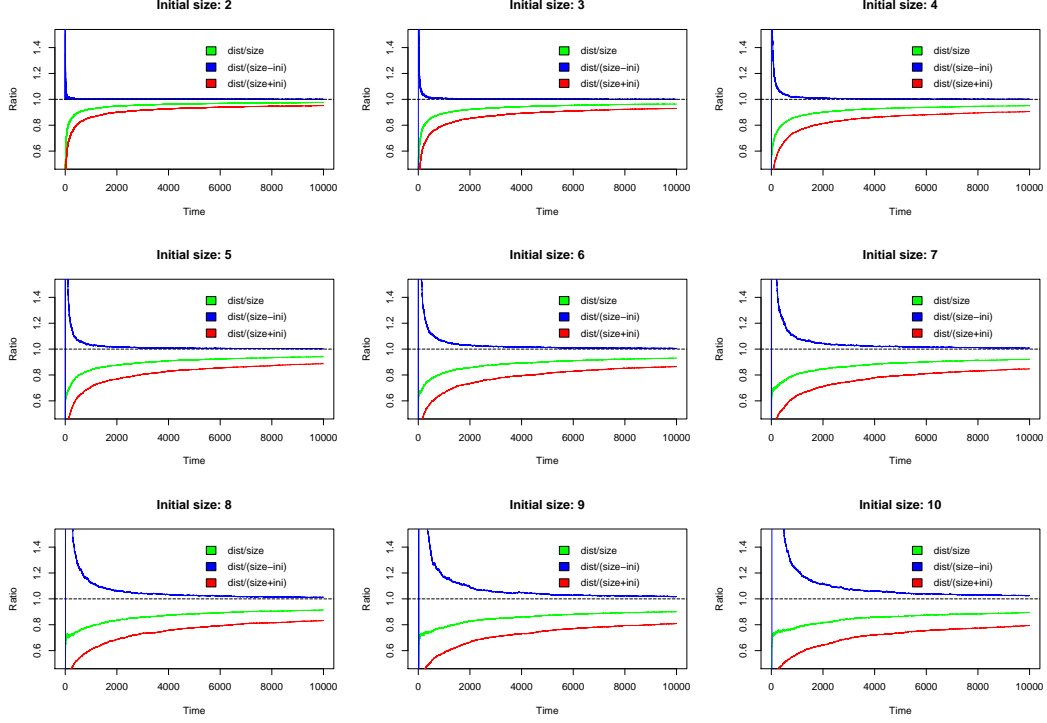 Initial size: 2
Ratio
0.6 0.8 1.0 1.2 1.4
dist/size
dist/(size−ini)
dist/(size+ini)
0 2000 4000 6000 8000 10000
Time
Initial size: 3
Ratio
0.6 0.8 1.0 1.2 1.4
dist/size
dist/(size−ini)
dist/(size+ini)
0 2000 4000 6000 8000 10000
Time
Initial size: 4
Ratio
0.6 0.8 1.0 1.2 1.4
dist/size
dist/(size−ini)
dist/(size+ini)
0 2000 4000 6000 8000 10000
Time
Initial size: 5
Ratio
0.6 0.8 1.0 1.2 1.4
dist/size
dist/(size−ini)
dist/(size+ini)
0 2000 4000 6000 8000 10000
Time
Initial size: 6
Ratio
0.6 0.8 1.0 1.2 1.4
dist/size
dist/(size−ini)
dist/(size+ini)
0 2000 4000 6000 8000 10000
Time
Initial size: 7
Ratio
0.6 0.8 1.0 1.2 1.4
dist/size
dist/(size−ini)
dist/(size+ini)
0 2000 4000 6000 8000 10000
Time
Initial size: 8
Ratio
0.6 0.8 1.0 1.2 1.4
dist/size
dist/(size−ini)
dist/(size+ini)
0 2000 4000 6000 8000 10000
Time
Initial size: 9
Ratio
0.6 0.8 1.0 1.2 1.4
dist/size
dist/(size−ini)
dist/(size+ini)
0 2000 4000 6000 8000 10000
Time
Initial size: 10
Ratio
0.6 0.8 1.0 1.2 1.4
dist/size
dist/(size−ini)
dist/(size+ini)
0 2000 4000 6000 8000 10000
Time